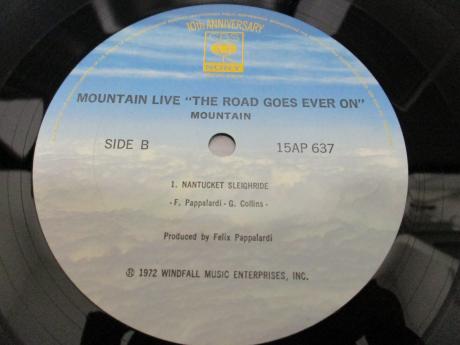 10TH ANNIVERSARY
CBS
SONY
MOUNTAIN LIVE "THE ROAD GOES EVER ON"
MOUNTAIN
SIDE B
15AP 637
1. NANTUCKET SLEIGHRIDE
- F. Pappalardi - G. Collins -
Produced by Felix Pappalardi
Ⓟ 1972 WINDFALL MUSIC ENTERPRISES, INC.